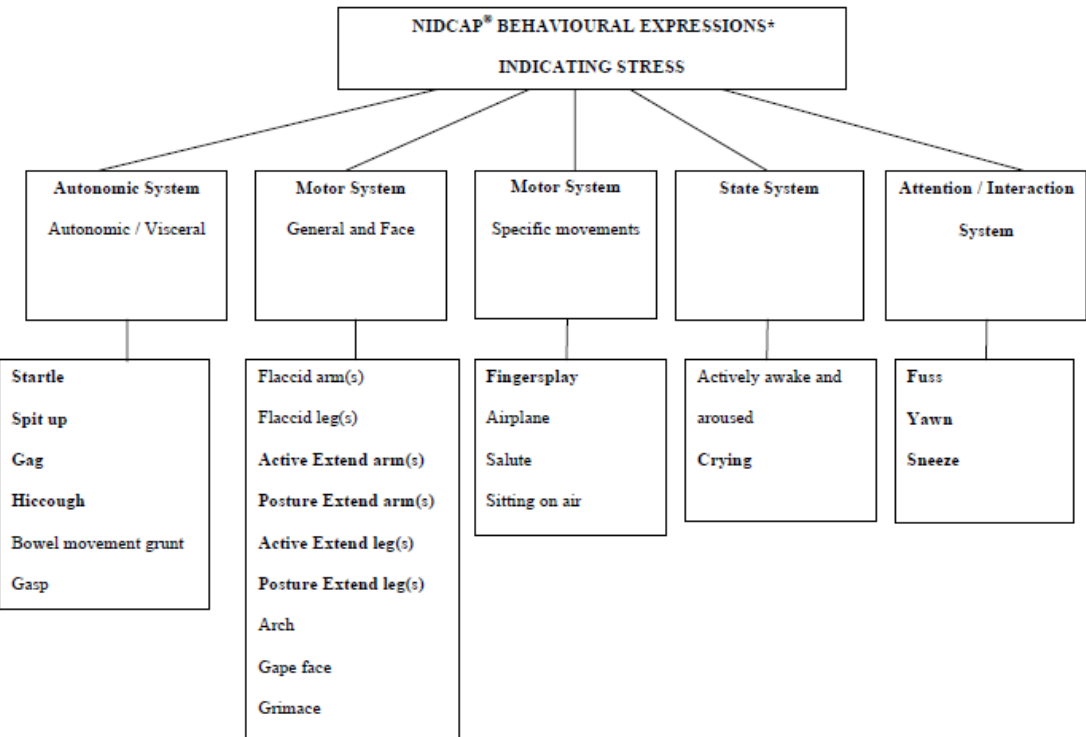 NIDCAP® BEHAVIOURAL EXPRESSIONS*
INDICATING STRESS
Autonomic System
Autonomic / Visceral
Motor System
General and Face
Motor System
Specific movements
State System
Attention / Interaction
System
Startle
Spit up
Gag
Hiccough
Bowel movement grunt
Gasp
Flaccid arm(s)
Flaccid leg(s)
Active Extend arm(s)
Posture Extend arm(s)
Active Extend leg(s)
Posture Extend leg(s)
Arch
Gape face
Grimace
Fingersplay
Airplane
Salute
Sitting on air
Actively awake and
aroused
Crying
Fuss
Yawn
Sneeze